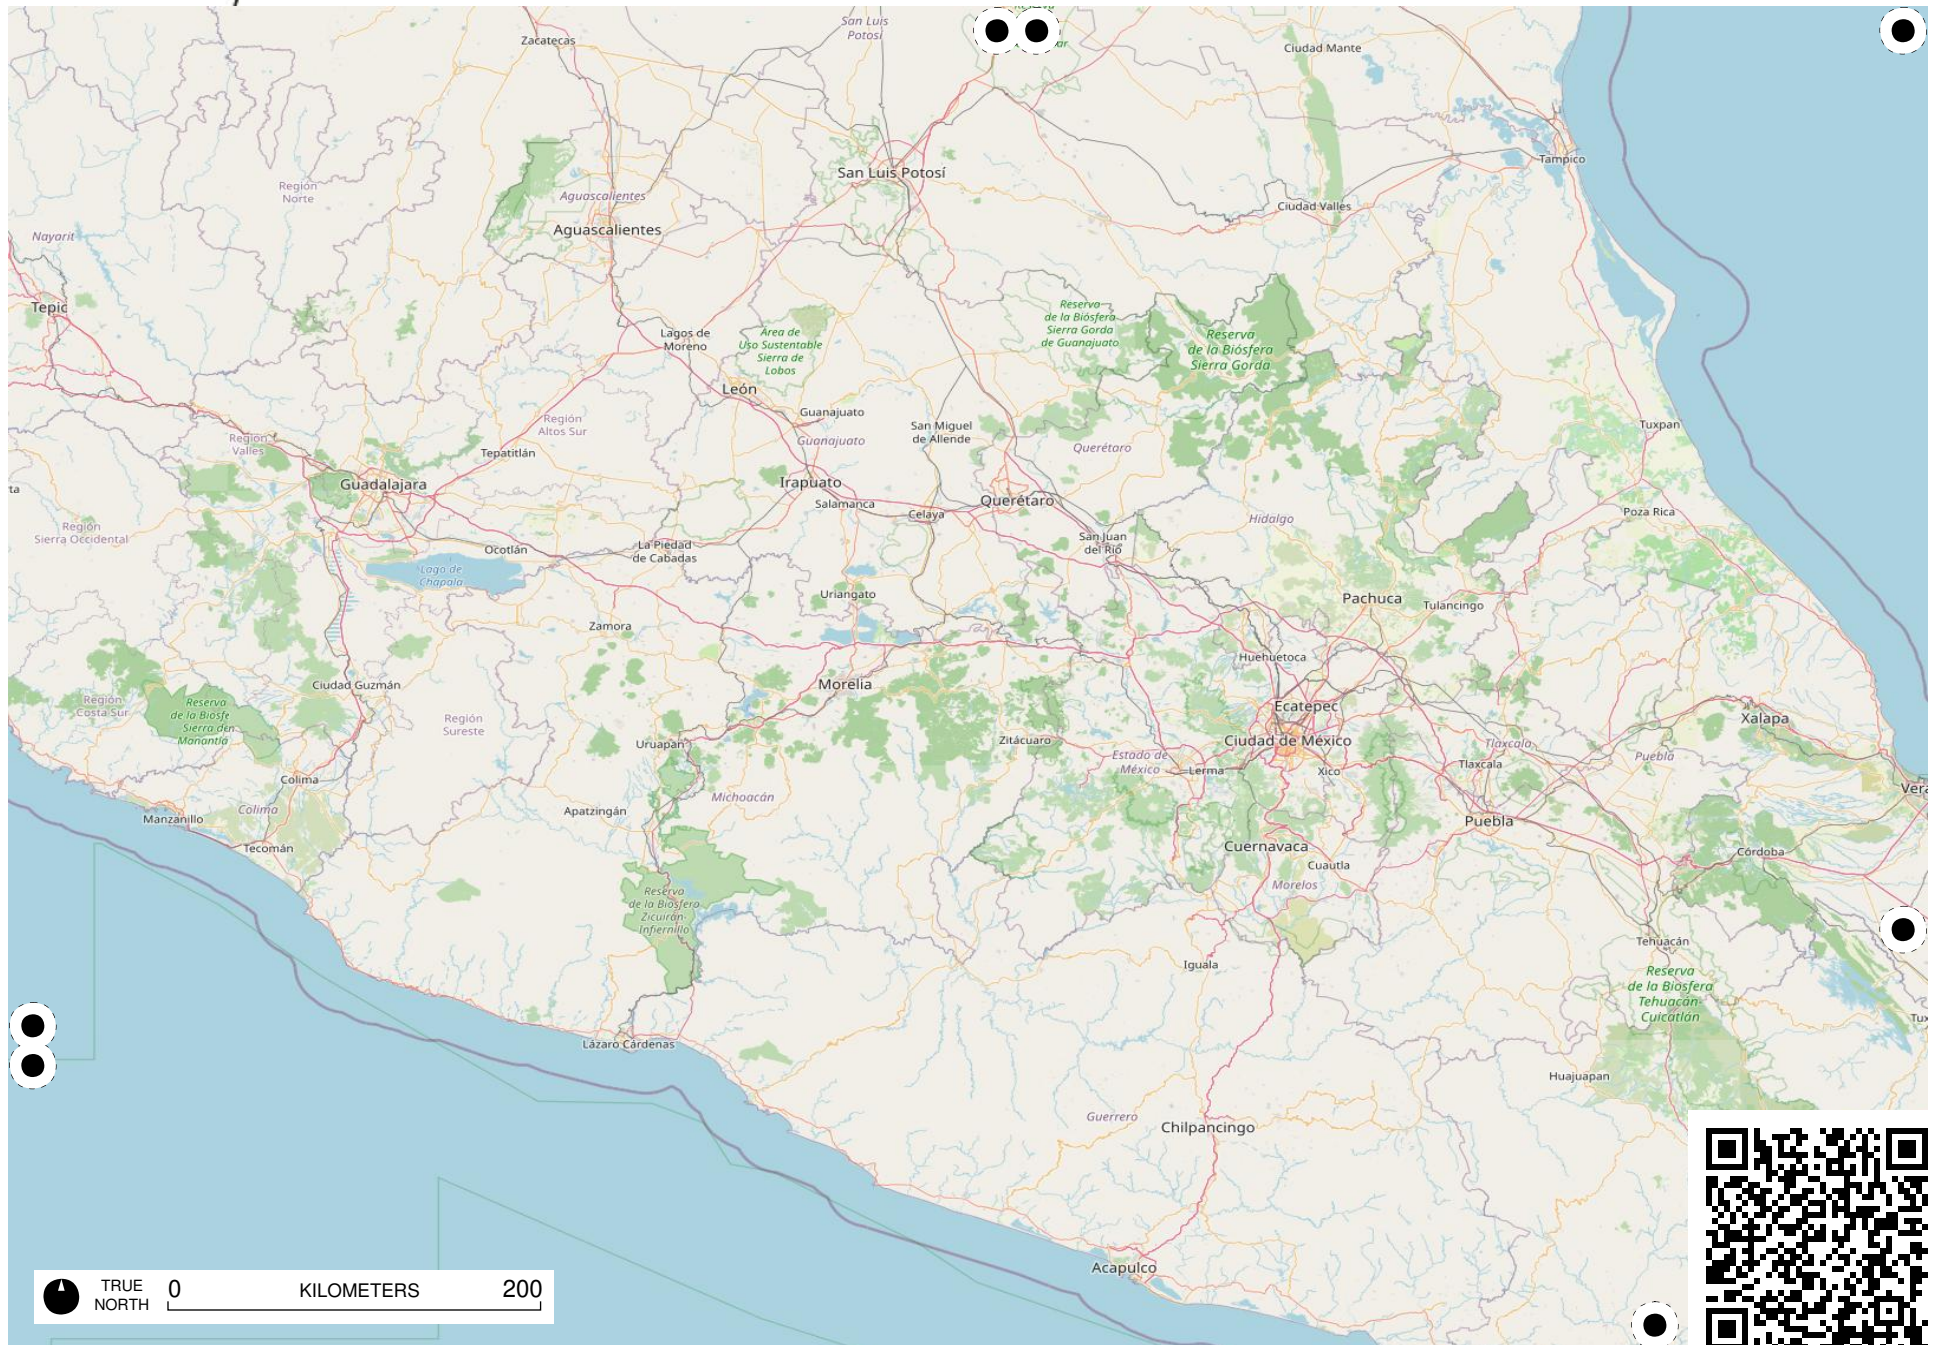 San Luis
Potosí
Zacatecas
Ciudad Mante
Tampico
San Luis Potosí
Región
Norte
Aguascalientes
Ciudad Valles
Aguascalientes
Nayarit
Tepic
Reserva
de la Biósfera
Sierra Gorda
de Guanajuato
Lagos de
Moreno
Área de
Uso Sustentable
Sierra de
Lobos
Reserva
de la Biósfera
Sierra Gorda
León
Guanajuato
Región
Altos Sur
San Miguel
de Allende
Tuxpan
Región
Valles
Guanajuato
Querétaro
Tepatitlán
Guadalajara
Irapuato
ta
Salamanca
Querétaro
Celaya
Poza Rica
Hidalgo
Región
Sierra Occidental
San Juan
del Río
Ocotlán
La Piedad
de Cabadas
Lago de
Chapala
Uriangato
Pachuca
Tulancingo
Zamora
Huehuetoca
Ciudad Guzmán
Morelia
Región
Costa Sur
Reserva
de la Biosfe
Sierra den
Manantla
Ecatepec
Región
Sureste
Xalapa
Uruapan
Zitácuaro
Ciudad de México
Tlaxcala
Estado de
México
Puebla
Lerma
Xico
Tlaxcala
Colima
Vera
Michoacán
Colima
Apatzingán
Manzanillo
Puebla
Tecomán
Cuernavaca
Córdoba
Cuautla
Morelos
Reserva
de la Biosfera
Zicuirán-
Infiernillo
Tehuacán
Iguala
Reserva
de la Biosfera
Tehuacán-
Cuicatlán
Tux
Lázaro Cárdenas
Huajuapan
Guerrero
Chilpancingo
Acapulco
TRUE
NORTH
0 KILOMETERS 200